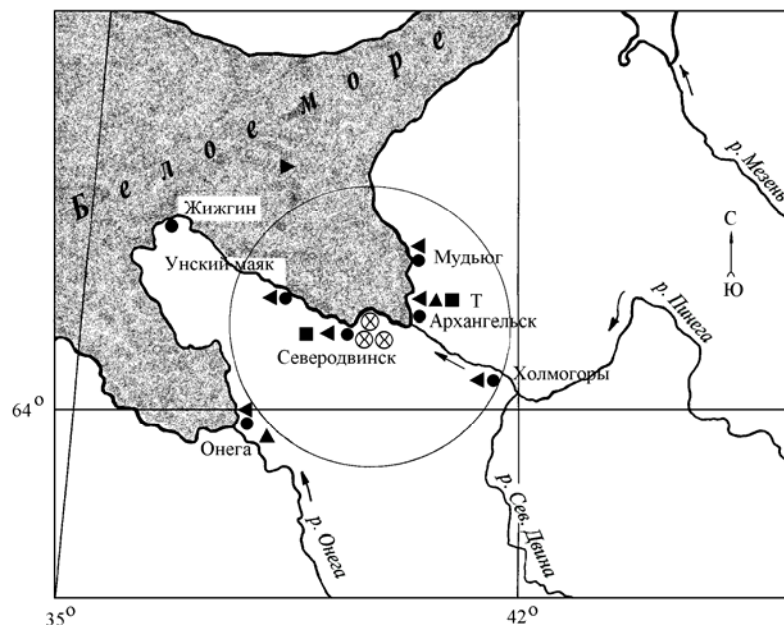 Белое море
р. Мезень
Жижгин
С
Ю
Мудьюг
Унский маяк
Т
Архангельск
р. Пинега
Северодвинск
Холмогоры
64°
Онега
р. Онега
р. Сев. Двина
35°
42°